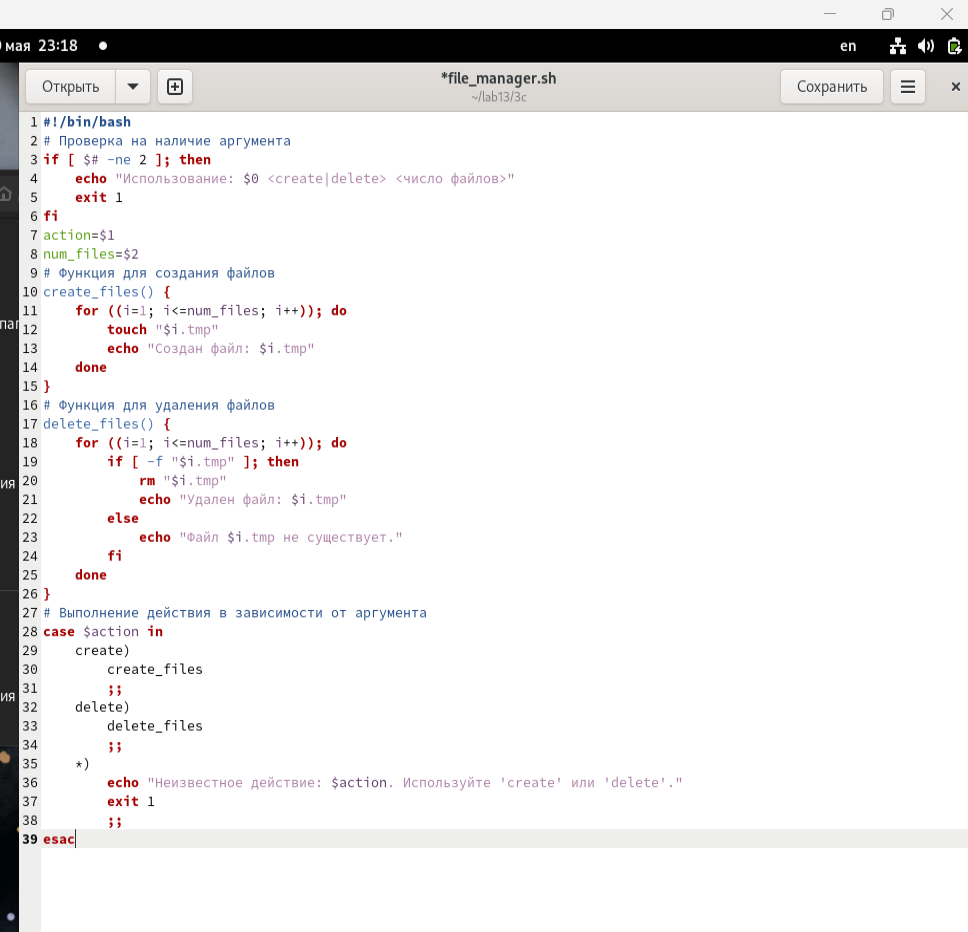 мая 23:18
en
Открыть
*file_manager.sh
~/lab13/3c
Сохранить
1 #!/bin/bash
2 # Проверка на наличие аргумента
3 if [ $# -ne 2 ]; then
4     echo "Использование: $0 <create|delete> <число файлов>"
5     exit 1
6 fi
7 action=$1
8 num_files=$2
9 # Функция для создания файлов
10 create_files() {
11     for ((i=1; i<=num_files; i++)); do
12         touch "$i.tmp"
13         echo "Создан файл: $i.tmp"
14     done
15 }
16 # Функция для удаления файлов
17 delete_files() {
18     for ((i=1; i<=num_files; i++)); do
19         if [ -f "$i.tmp" ]; then
20             rm "$i.tmp"
21             echo "Удален файл: $i.tmp"
22         else
23             echo "Файл $i.tmp не существует."
24         fi
25     done
26 }
27 # Выполнение действия в зависимости от аргумента
28 case $action in
29     create)
30         create_files
31         ;;
32     delete)
33         delete_files
34         ;;
35     *)
36         echo "Неизвестное действие: $action. Используйте 'create' или 'delete'."
37         exit 1
38         ;;
39 esac